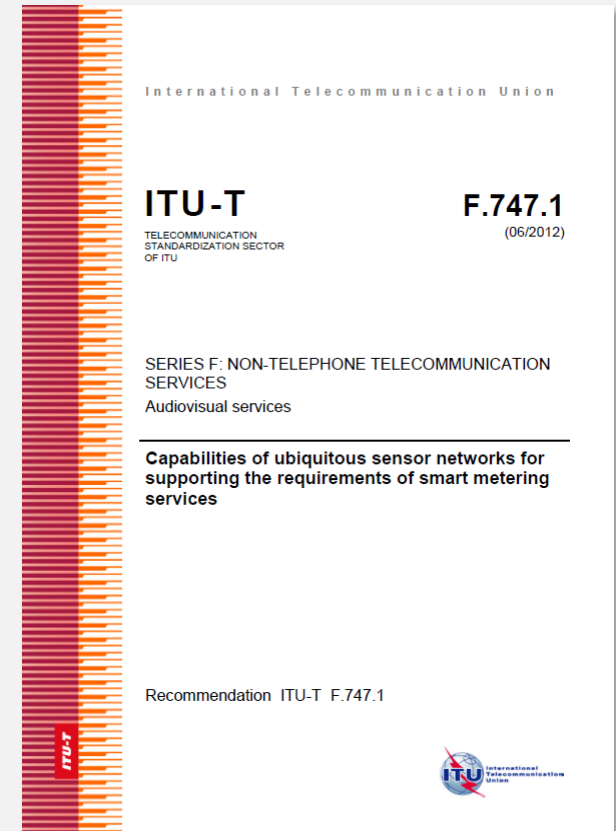 International Telecommunication Union
ITU-T
F.747.1
TELECOMMUNICATION
STANDARDIZATION SECTOR
OF ITU
(06/2012)
SERIES F: NON-TELEPHONE TELECOMMUNICATION
SERVICES
Audiovisual services
Capabilities of ubiquitous sensor networks for
supporting the requirements of smart metering
services
Recommendation ITU-T F.747.1
ITU-T
ITU
International
Telecommunication
Union